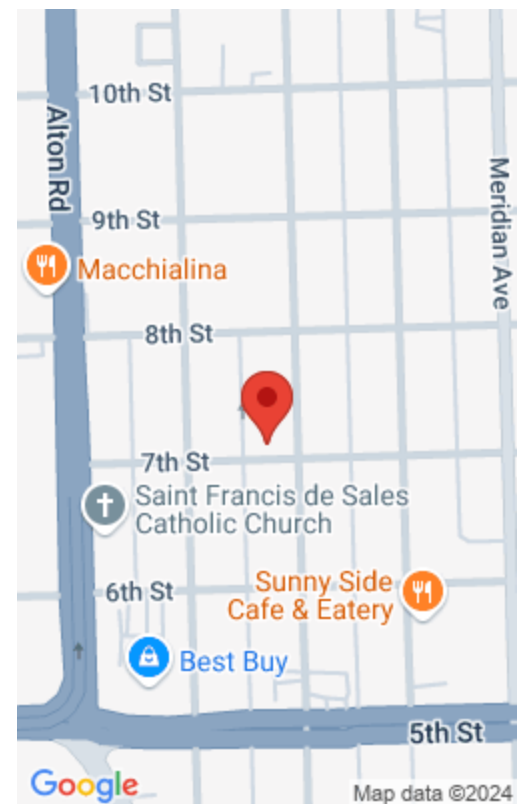 10th St
Alton Rd
Meridian Ave
9th St
Macchialina
8th St
7th St
Saint Francis de Sales
Catholic Church
6th St
Sunny Side
Cafe & Eatery
Best Buy
5th St
Google
Map data ©2024